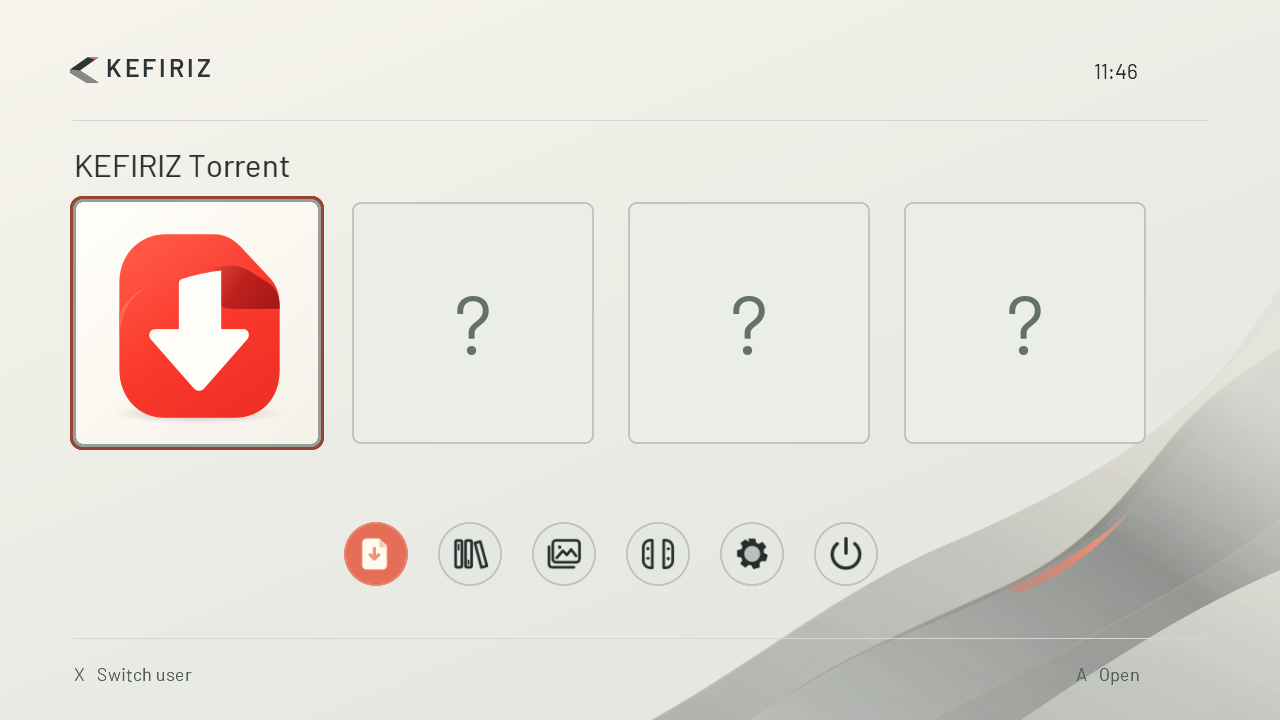 KEFIRIZ
11:46
KEFIRIZ Torrent
? ? ?
X Switch user
A Open